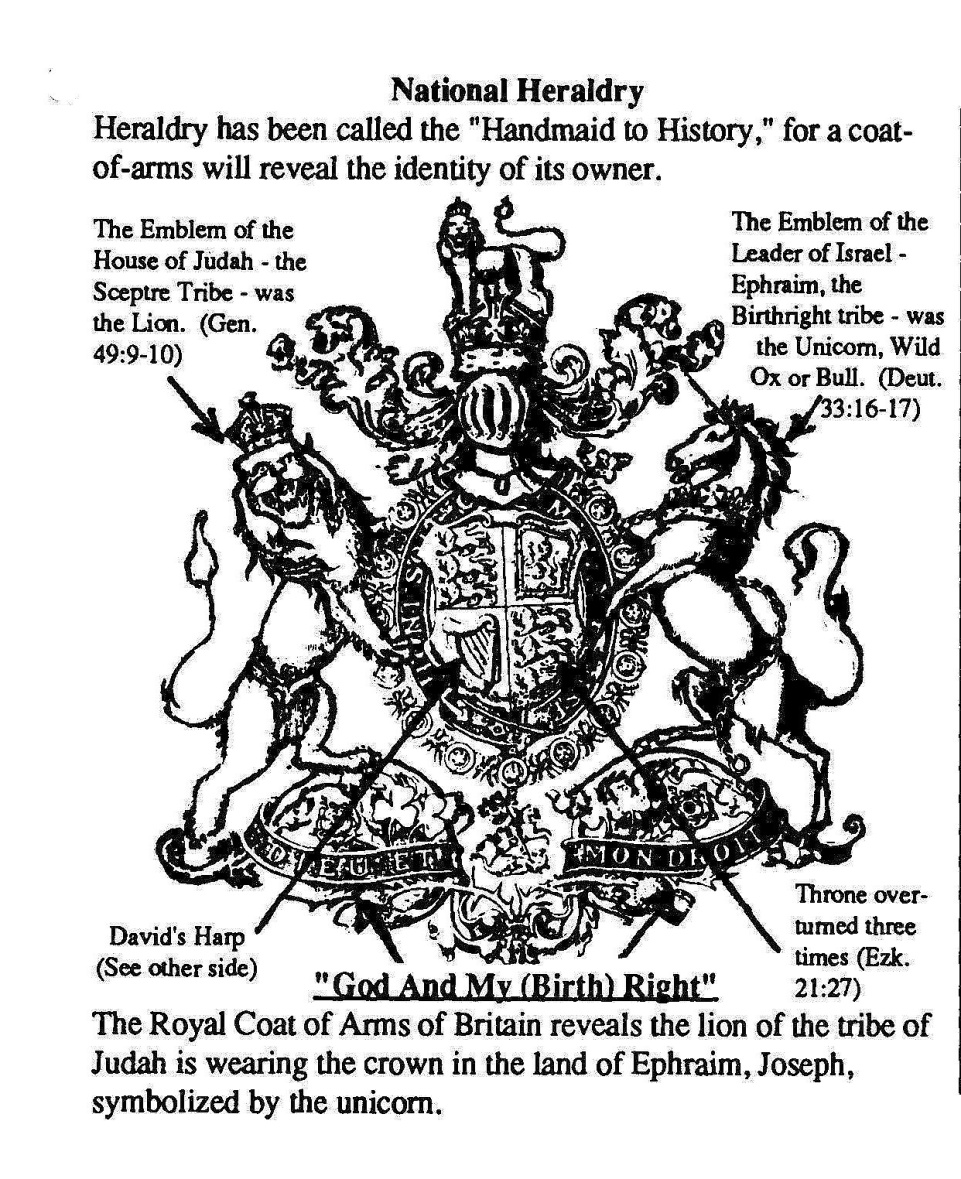 National Heraldry
Heraldry has been called the "Handmaid to History," for a coat-
of-arms will reveal the identity of its owner.
The Emblem of the
House of Judah - the
Sceptre Tribe - was
the Lion. (Gen.
49:9-10)
The Emblem of the
Leader of Israel -
Ephraim, the
Birthright tribe - was
the Unicorn, Wild
Ox or Bull. (Deut.
33:16-17)
MON DROIT
David's Harp
(See other side)
Throne over-
turned three
times (Ezk.
21:27)
"God And My (Birth) Right"
The Royal Coat of Arms of Britain reveals the lion of the tribe of
Judah is wearing the crown in the land of Ephraim, Joseph,
symbolized by the unicorn.